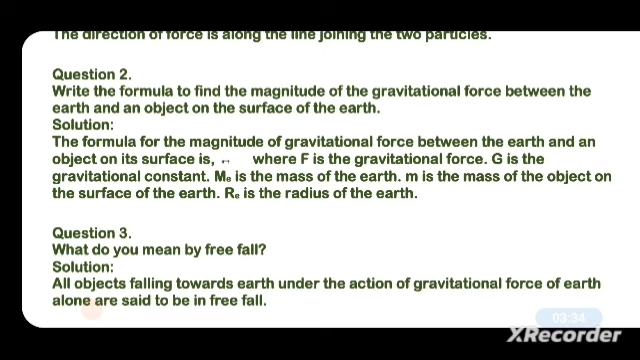 The direction of force is along the line joining the two particles.
Question 2.
Write the formula to find the magnitude of the gravitational force between the
earth and an object on the surface of the earth.
Solution:
The formula for the magnitude of gravitational force between the earth and an
object on its surface is, where F is the gravitational force. G is the
gravitational constant. Me is the mass of the earth. m is the mass of the object on
the surface of the earth. Re is the radius of the earth.
Question 3.
What do you mean by free fall?
Solution:
All objects falling towards earth under the action of gravitational force of earth
alone are said to be in free fall.
03:34
XRecorder